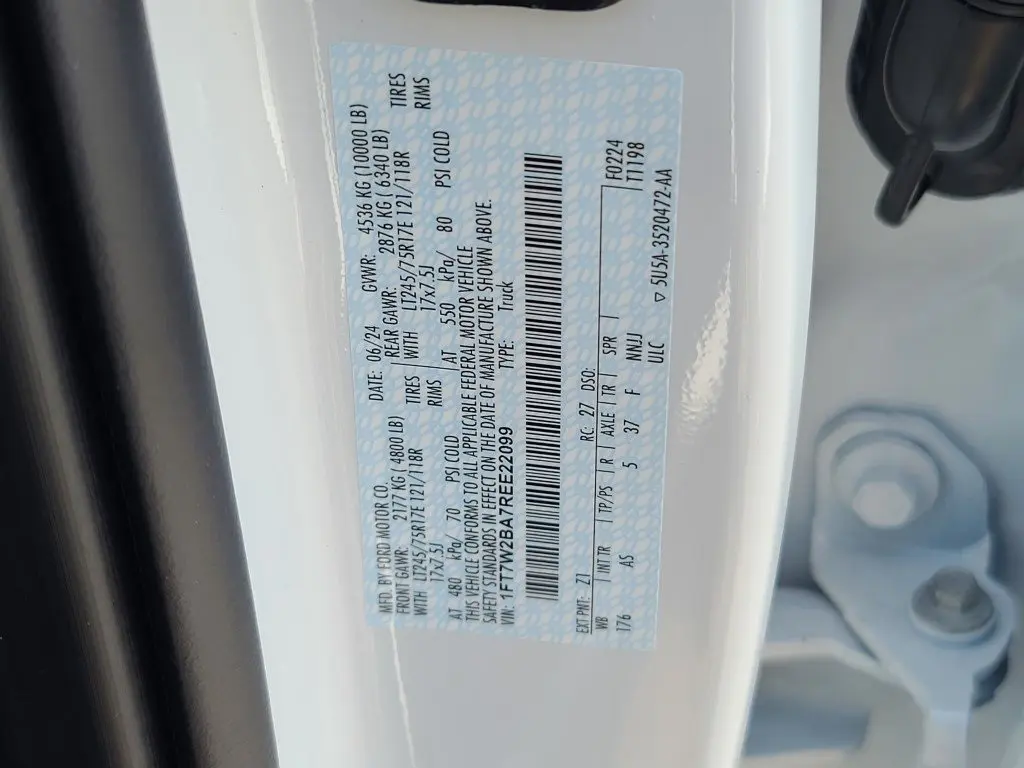 MFD. BY FORD MOTOR CO.
DATE: 06/24 GVWR: 4536 KG (10000 LB)
FRONT GAWR: 2177 KG ( 4800 LB) REAR GAWR: 2876 KG ( 6340 LB)
WITH LT245/75R17E 121/118R TIRES WITH LT245/75R17E 121/118R TIRES
17x7.5J RIMS 17x7.5J RIMS
AT 480 kPa/ 70 PSI COLD AT 550 kPa/ 80 PSI COLD
THIS VEHICLE CONFORMS TO ALL APPLICABLE FEDERAL MOTOR VEHICLE
SAFETY STANDARDS IN EFFECT ON THE DATE OF MANUFACTURE SHOWN ABOVE.
VIN: 1FT7W2BA7REE22099 TYPE: Truck
EXT PNT: Z1 RC: 27 DSO: F0224
WB INT TR TP/PS R AXLE TR SPR T1198
176 AS 5 37 F NNJJ
ULC ▽ 5U5A-3520472-AA